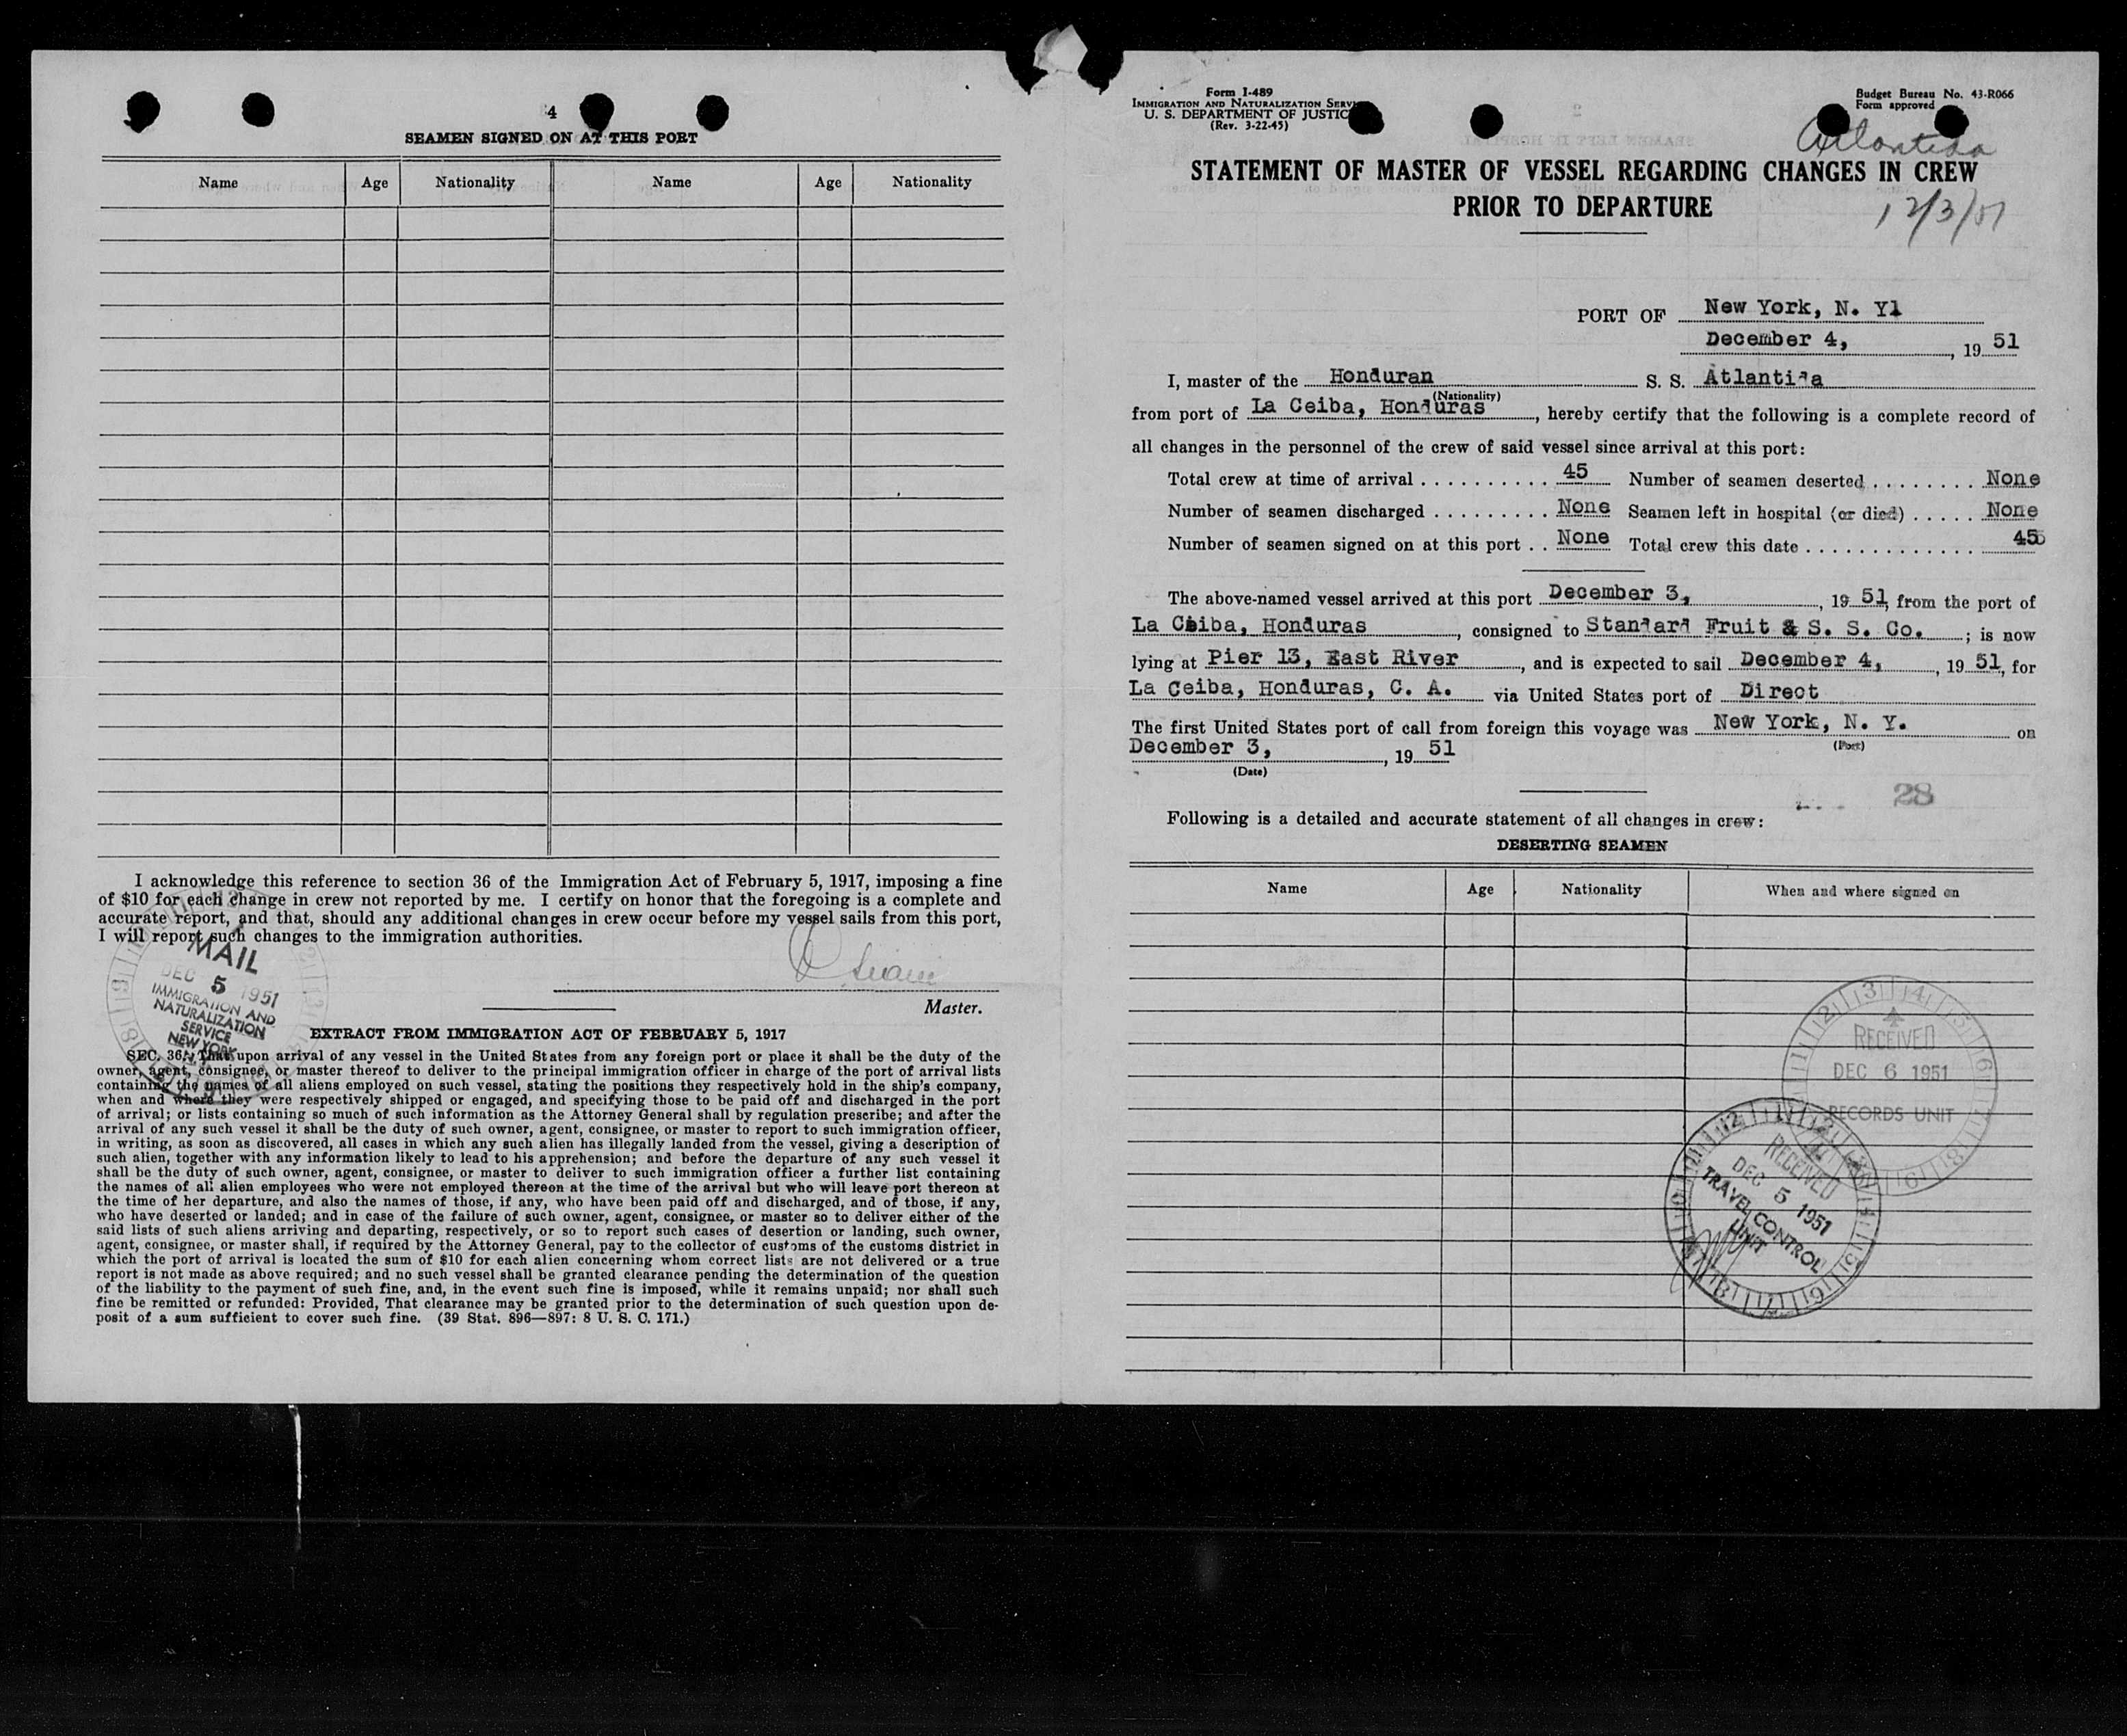 4
SEAMEN SIGNED ON AT THIS PORT
Name Age Nationality Name Age Nationality
I acknowledge this reference to section 36 of the Immigration Act of February 5, 1917, imposing a fine
of $10 for each change in crew not reported by me. I certify on honor that the foregoing is a complete and
accurate report, and that, should any additional changes in crew occur before my vessel sails from this port,
I will report such changes to the immigration authorities.
Master.
MAIL
DEC 5 1951
IMMIGRATION AND
NATURALIZATION
SERVICE
NEW YORK
EXTRACT FROM IMMIGRATION ACT OF FEBRUARY 5, 1917
SEC. 36. That upon arrival of any vessel in the United States from any foreign port or place it shall be the duty of the
owner, agent, consignee, or master thereof to deliver to the principal immigration officer in charge of the port of arrival lists
containing the names of all aliens employed on such vessel, stating the positions they respectively hold in the ship's company,
when and where they were respectively shipped or engaged, and specifying those to be paid off and discharged in the port
of arrival; or lists containing so much of such information as the Attorney General shall by regulation prescribe; and after the
arrival of any such vessel it shall be the duty of such owner, agent, consignee, or master to report to such immigration officer,
in writing, as soon as discovered, all cases in which any such alien has illegally landed from the vessel, giving a description of
such alien, together with any information likely to lead to his apprehension; and before the departure of any such vessel it
shall be the duty of such owner, agent, consignee, or master to deliver to such immigration officer a further list containing
the names of all alien employees who were not employed thereon at the time of the arrival but who will leave port thereon at
the time of her departure, and also the names of those, if any, who have been paid off and discharged, and of those, if any,
who have deserted or landed; and in case of the failure of such owner, agent, consignee, or master so to deliver either of the
said lists of such aliens arriving and departing, respectively, or so to report such cases of desertion or landing, such owner,
agent, consignee, or master shall, if required by the Attorney General, pay to the collector of customs of the customs district in
which the port of arrival is located the sum of $10 for each alien concerning whom correct lists are not delivered or a true
report is not made as above required; and no such vessel shall be granted clearance pending the determination of the question
of the liability to the payment of such fine, and, in the event such fine is imposed, while it remains unpaid; nor shall such
fine be remitted or refunded: Provided, That clearance may be granted prior to the determination of such question upon de-
posit of a sum sufficient to cover such fine. (39 Stat. 896—897: 8 U. S. C. 171.)
Form I-489
IMMIGRATION AND NATURALIZATION SERVI
U. S. DEPARTMENT OF JUSTIC
(Rev. 3-22-45)
Budget Bureau No. 43-R066
Form approved
Atlantida
STATEMENT OF MASTER OF VESSEL REGARDING CHANGES IN CREW
PRIOR TO DEPARTURE
12/3/51
PORT OF New York, N. Yl
December 4, , 19 51
I, master of the Honduran S. S. Atlantida
(Nationality)
from port of La Ceiba, Honduras , hereby certify that the following is a complete record of
all changes in the personnel of the crew of said vessel since arrival at this port:
Total crew at time of arrival . . . . . . . . . . 45 Number of seamen deserted . . . . . . . . None
Number of seamen discharged . . . . . . . . . None Seamen left in hospital (or died) . . . . . None
Number of seamen signed on at this port . . None Total crew this date . . . . . . . . . . . . . . 45
The above-named vessel arrived at this port December 3, , 19 51, from the port of
La Ceiba, Honduras , consigned to Standard Fruit & S. S. Co. ; is now
lying at Pier 13, East River , and is expected to sail December 4, , 19 51, for
La Ceiba, Honduras, C. A. via United States port of Direct
The first United States port of call from foreign this voyage was New York, N. Y. on
(Port)
December 3, , 19 51
(Date)
28
Following is a detailed and accurate statement of all changes in crew:
DESERTING SEAMEN
Name Age Nationality When and where signed on
RECEIVED
DEC 6 1951
RECORDS UNIT
RECEIVED
DEC 5 1951
TRAVEL CONTROL
UNIT